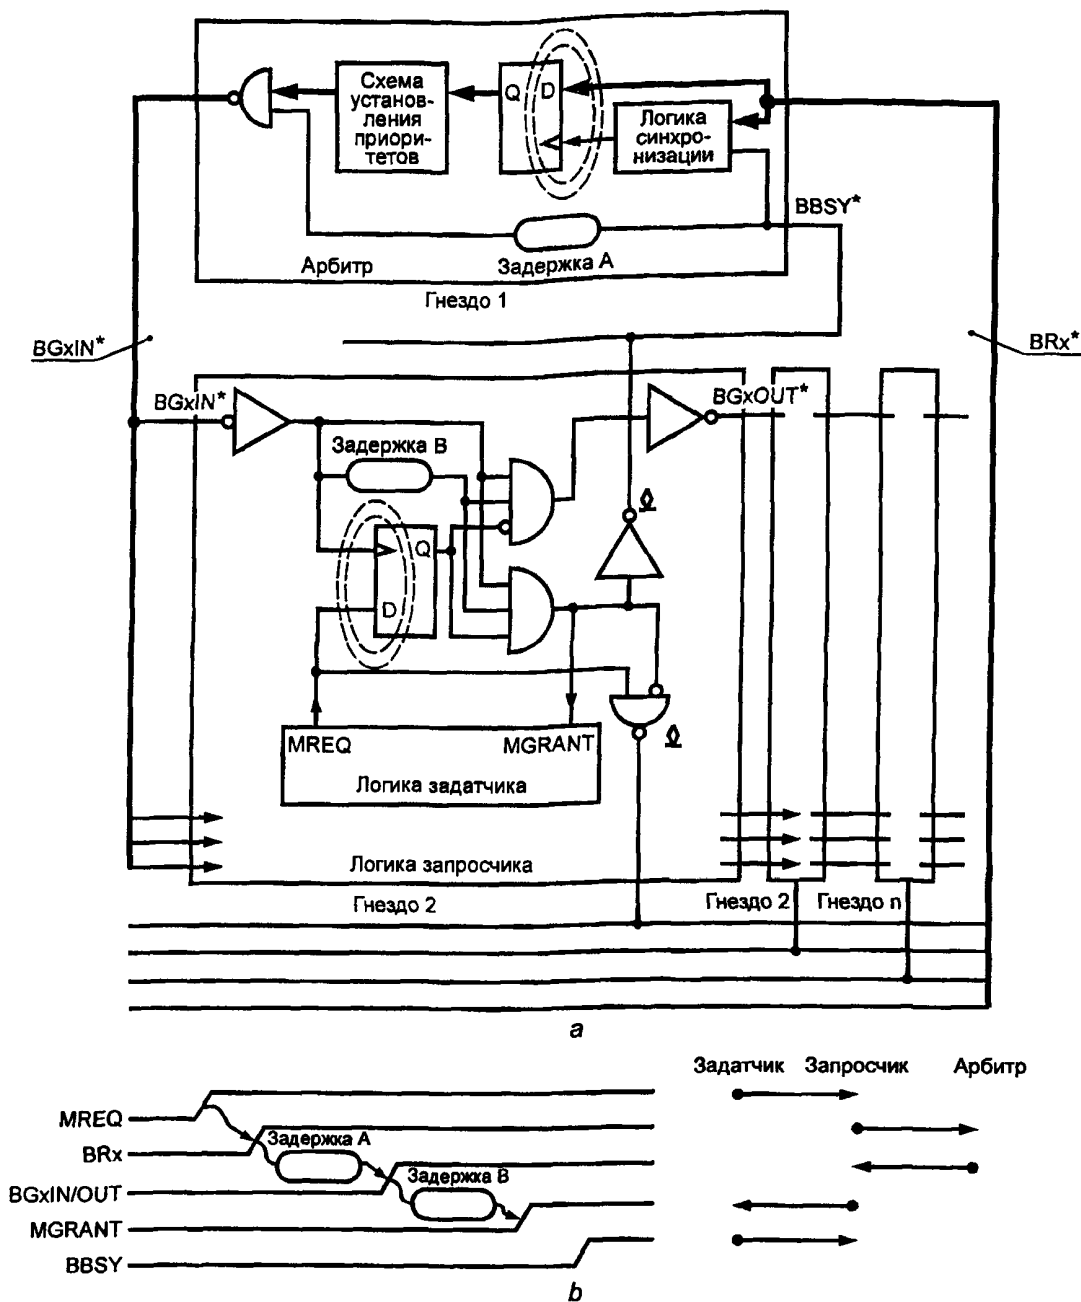 Схема
установ-
ления
приори-
тетов
Q D
Логика
синхро-
низации
BBSY*
Арбитр
Задержка А
Гнездо 1
BGxIN*
BRx*
BGxIN*
BGxOUT*
Задержка В
Q
D
MREQ
MGRANT
Логика задатчика
Логика запросчика
Гнездо 2
Гнездо 2
Гнездо n
a
Задатчик Запросчик Арбитр
MREQ
Задержка А
BRx
Задержка В
BGxIN/OUT
MGRANT
BBSY
b